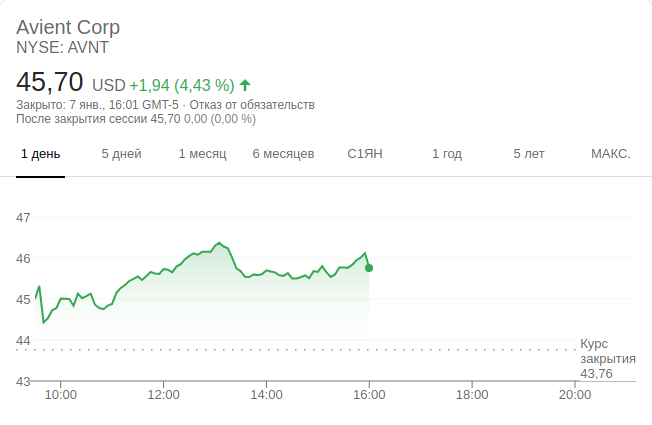 Avient Corp
NYSE: AVNT
45,70 USD +1,94 (4,43 %)
Закрыто: 7 янв., 16:01 GMT-5 · Отказ от обязательств
После закрытия сессии 45,70 0,00 (0,00 %)
1 день 5 дней 1 месяц 6 месяцев С1ЯН 1 год 5 лет МАКС.
47
46
45
44
Курс
закрытия
43,76
43
10:00 12:00 14:00 16:00 18:00 20:00